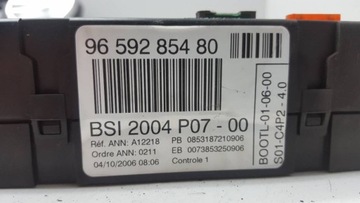 96 592 854 80
BSI 2004 P07 - 00
Réf. ANN: A12218 PB 0853187210906
Ordre ANN: 0211 EB 0073853250906
04/10/2006 08:06 Controle 1
BOOTL-01-06-00
S01-C4P2 - 4.0